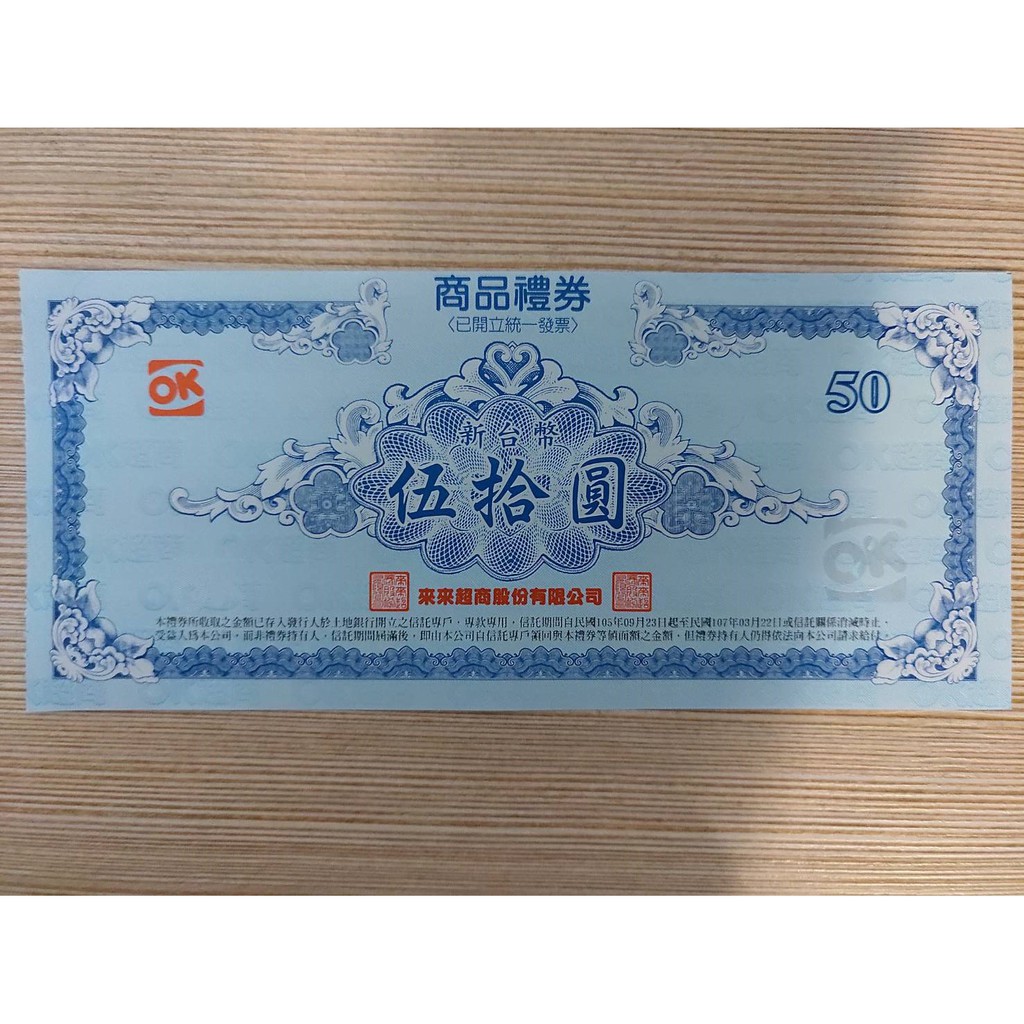 商品禮券
〈已開立統一發票〉
OK
50
新台幣
伍拾圓
來來超商股份有限公司
本禮券所收取之金額已存入發行人於土地銀行開立之信託專戶，專款專用，信託期間自民國105年09月23日起至民國107年03月22日或信託關係消滅時止，
受益人為本公司，而非禮券持有人，信託期間屆滿後，即由本公司自信託專戶領回與本禮券等値面額之金額，但禮券持有人仍得依法向本公司請求給付。
OK